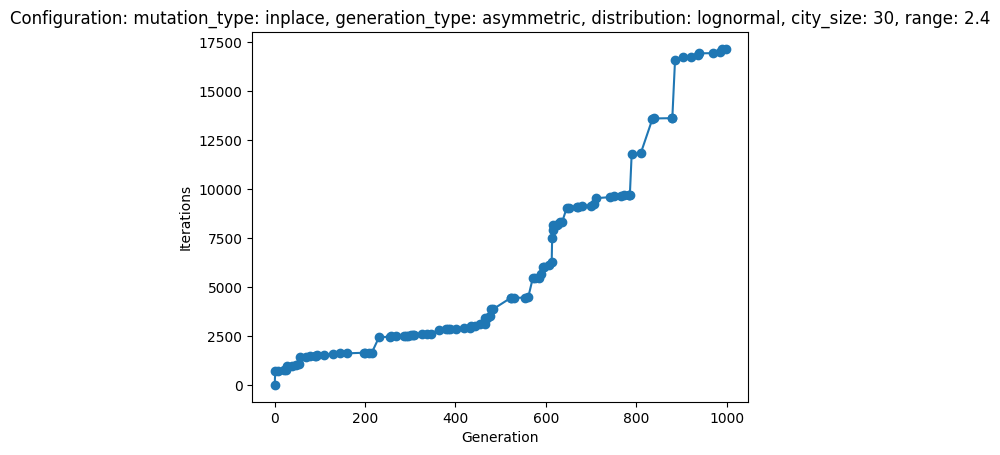 Configuration: mutation_type: inplace, generation_type: asymmetric, distribution: lognormal, city_size: 30, range: 2.4
17500
15000
12500
10000
7500
5000
2500
0
Iterations
0 200 400 600 800 1000
Generation